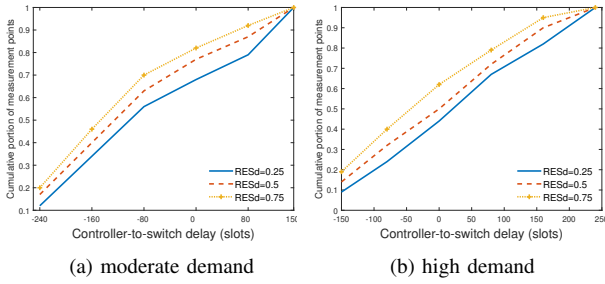 1
0.9
0.8
0.7
0.6
0.5
0.4
0.3
0.2
0.1
Cumulative portion of measurement points
RESd=0.25
RESd=0.5
RESd=0.75
-240 -160 -80 0 80 150
Controller-to-switch delay (slots)
(a) moderate demand
1
0.9
0.8
0.7
0.6
0.5
0.4
0.3
0.2
0.1
0
Cumulative portion of measurement points
RESd=0.25
RESd=0.5
RESd=0.75
-150 -100 -50 0 50 100 150 200 250
Controller-to-switch delay (slots)
(b) high demand